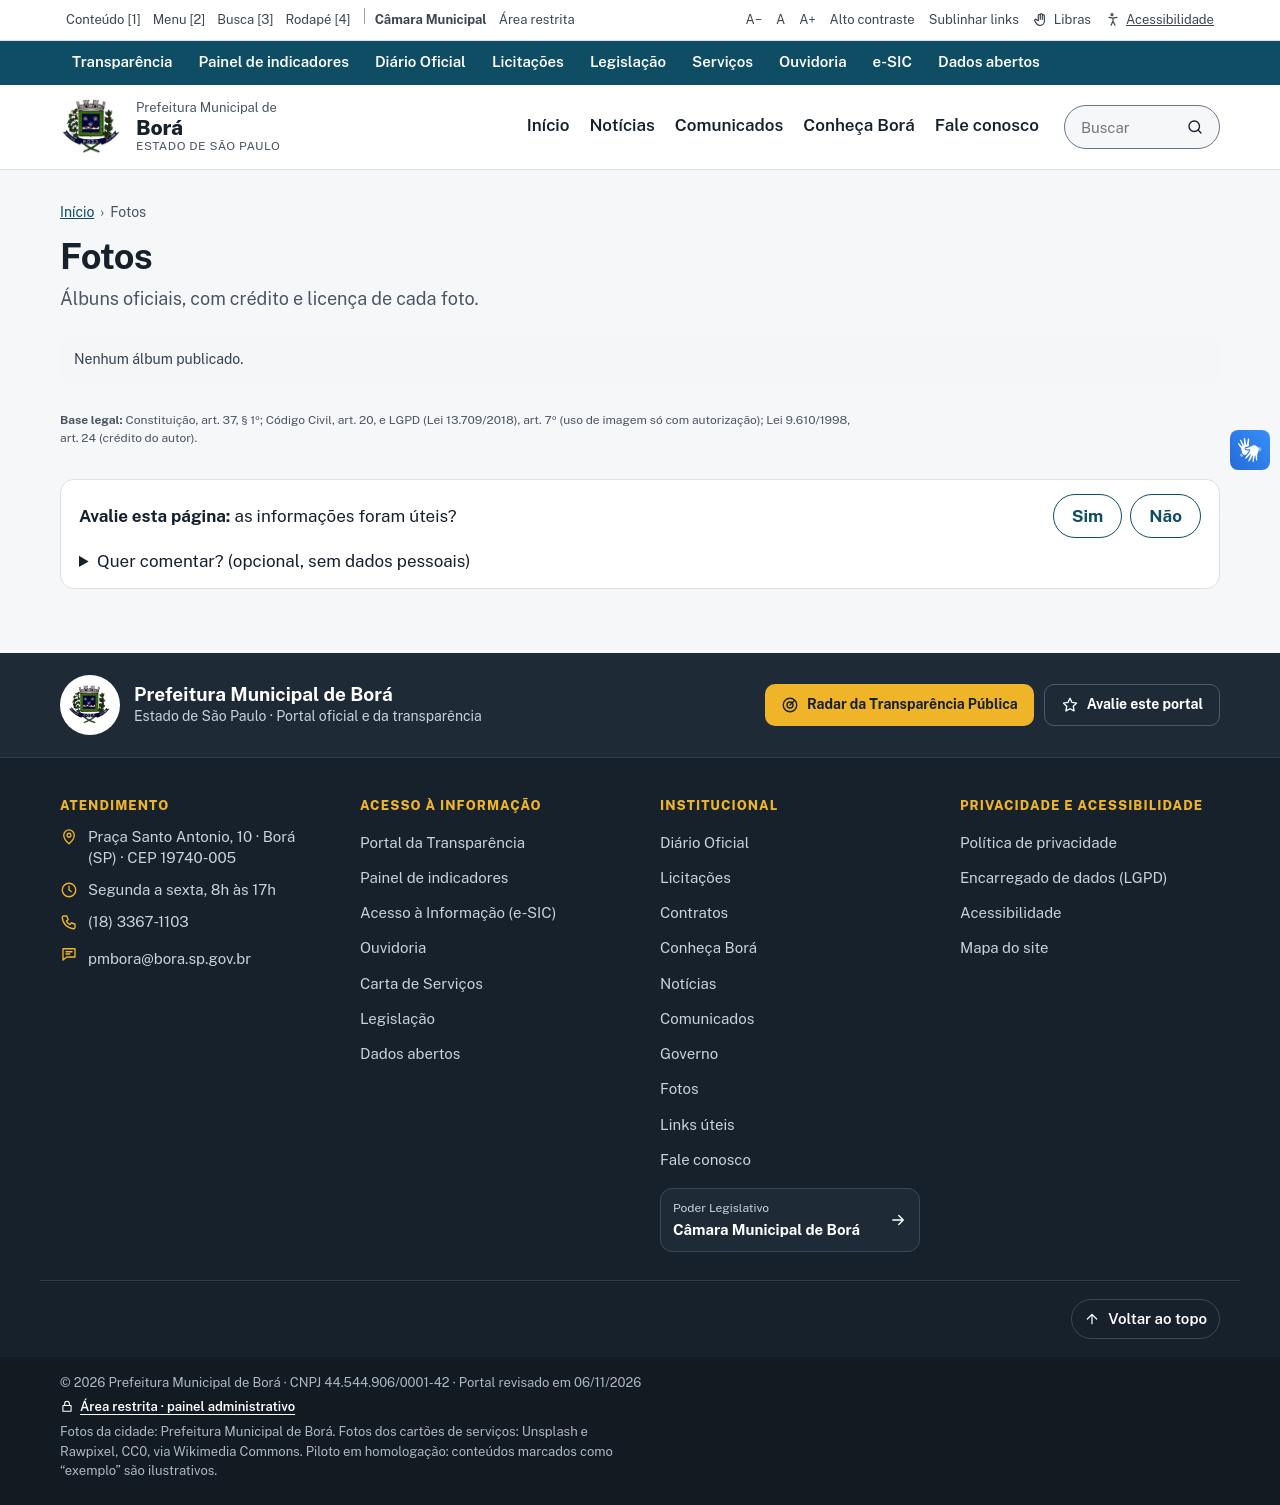 Conteúdo [1] Menu [2] Busca [3] Rodapé [4] Câmara Municipal Área restrita A− A A+ Alto contraste Sublinhar links Libras Acessibilidade
Transparência Painel de indicadores Diário Oficial Licitações Legislação Serviços Ouvidoria e-SIC Dados abertos
Prefeitura Municipal de
Borá
ESTADO DE SÃO PAULO
Início Notícias Comunicados Conheça Borá Fale conosco Buscar
Início › Fotos
Fotos
Álbuns oficiais, com crédito e licença de cada foto.
Nenhum álbum publicado.
Base legal: Constituição, art. 37, § 1º; Código Civil, art. 20, e LGPD (Lei 13.709/2018), art. 7º (uso de imagem só com autorização); Lei 9.610/1998,
art. 24 (crédito do autor).
Avalie esta página: as informações foram úteis? Sim Não
Quer comentar? (opcional, sem dados pessoais)
Prefeitura Municipal de Borá
Estado de São Paulo · Portal oficial e da transparência
Radar da Transparência Pública Avalie este portal
ATENDIMENTO
Praça Santo Antonio, 10 · Borá
(SP) · CEP 19740-005
Segunda a sexta, 8h às 17h
(18) 3367-1103
pmbora@bora.sp.gov.br
ACESSO À INFORMAÇÃO
Portal da Transparência
Painel de indicadores
Acesso à Informação (e-SIC)
Ouvidoria
Carta de Serviços
Legislação
Dados abertos
INSTITUCIONAL
Diário Oficial
Licitações
Contratos
Conheça Borá
Notícias
Comunicados
Governo
Fotos
Links úteis
Fale conosco
Poder Legislativo
Câmara Municipal de Borá
PRIVACIDADE E ACESSIBILIDADE
Política de privacidade
Encarregado de dados (LGPD)
Acessibilidade
Mapa do site
Voltar ao topo
© 2026 Prefeitura Municipal de Borá · CNPJ 44.544.906/0001-42 · Portal revisado em 06/11/2026
Área restrita · painel administrativo
Fotos da cidade: Prefeitura Municipal de Borá. Fotos dos cartões de serviços: Unsplash e
Rawpixel, CC0, via Wikimedia Commons. Piloto em homologação: conteúdos marcados como
“exemplo” são ilustrativos.